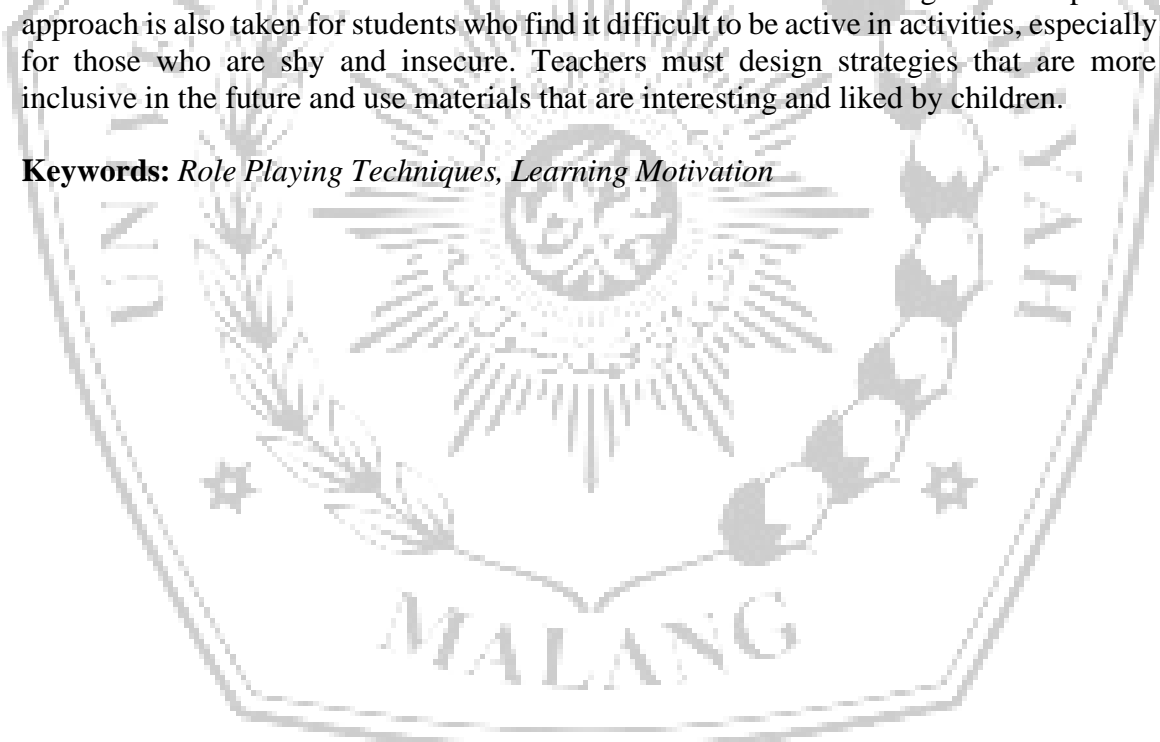 approach is also taken for students who find it difficult to be active in activities, especially
for those who are shy and insecure. Teachers must design strategies that are more
inclusive in the future and use materials that are interesting and liked by children.
Keywords: Role Playing Techniques, Learning Motivation
MALANG